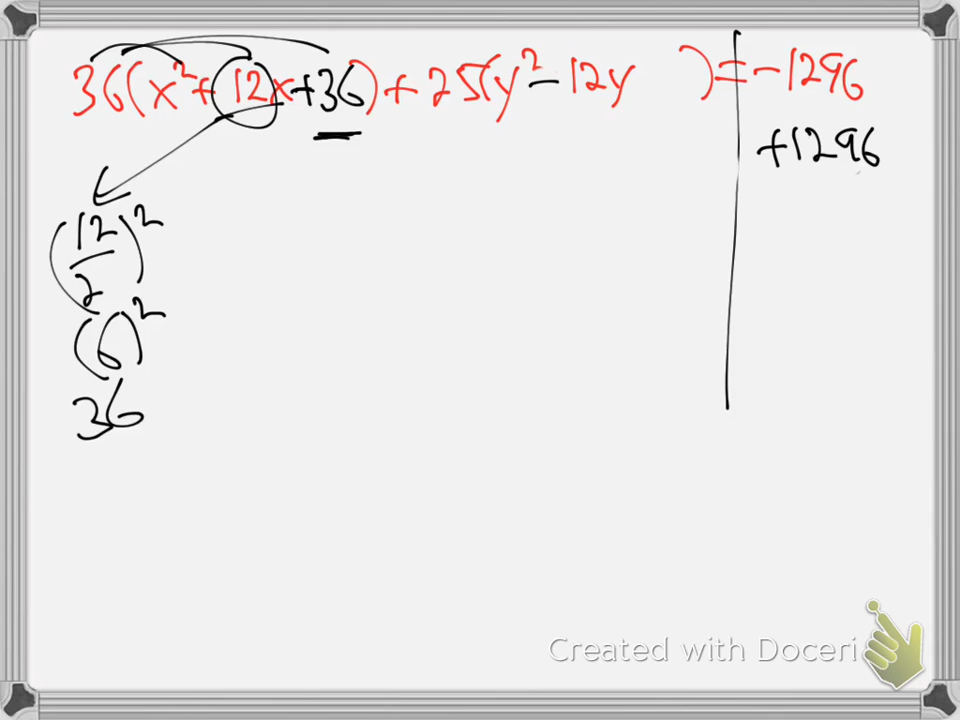 36(x²+12x+36)+25(y²-12y )=-1296
+1296
(12/2)²
(6)²
36
Created with Doceri